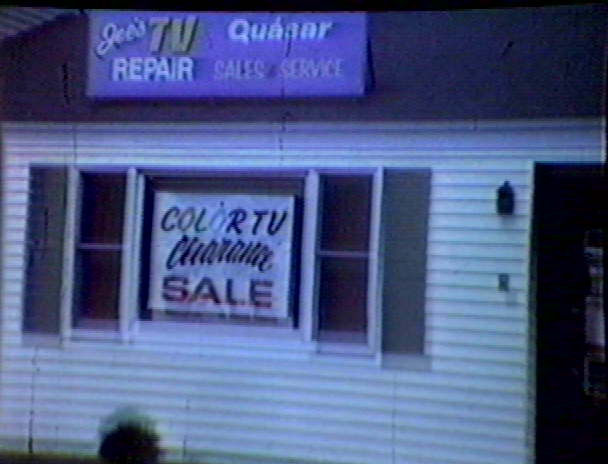 Joe's TV Quasar
REPAIR SALES SERVICE
COLOR TV
Clearance
SALE